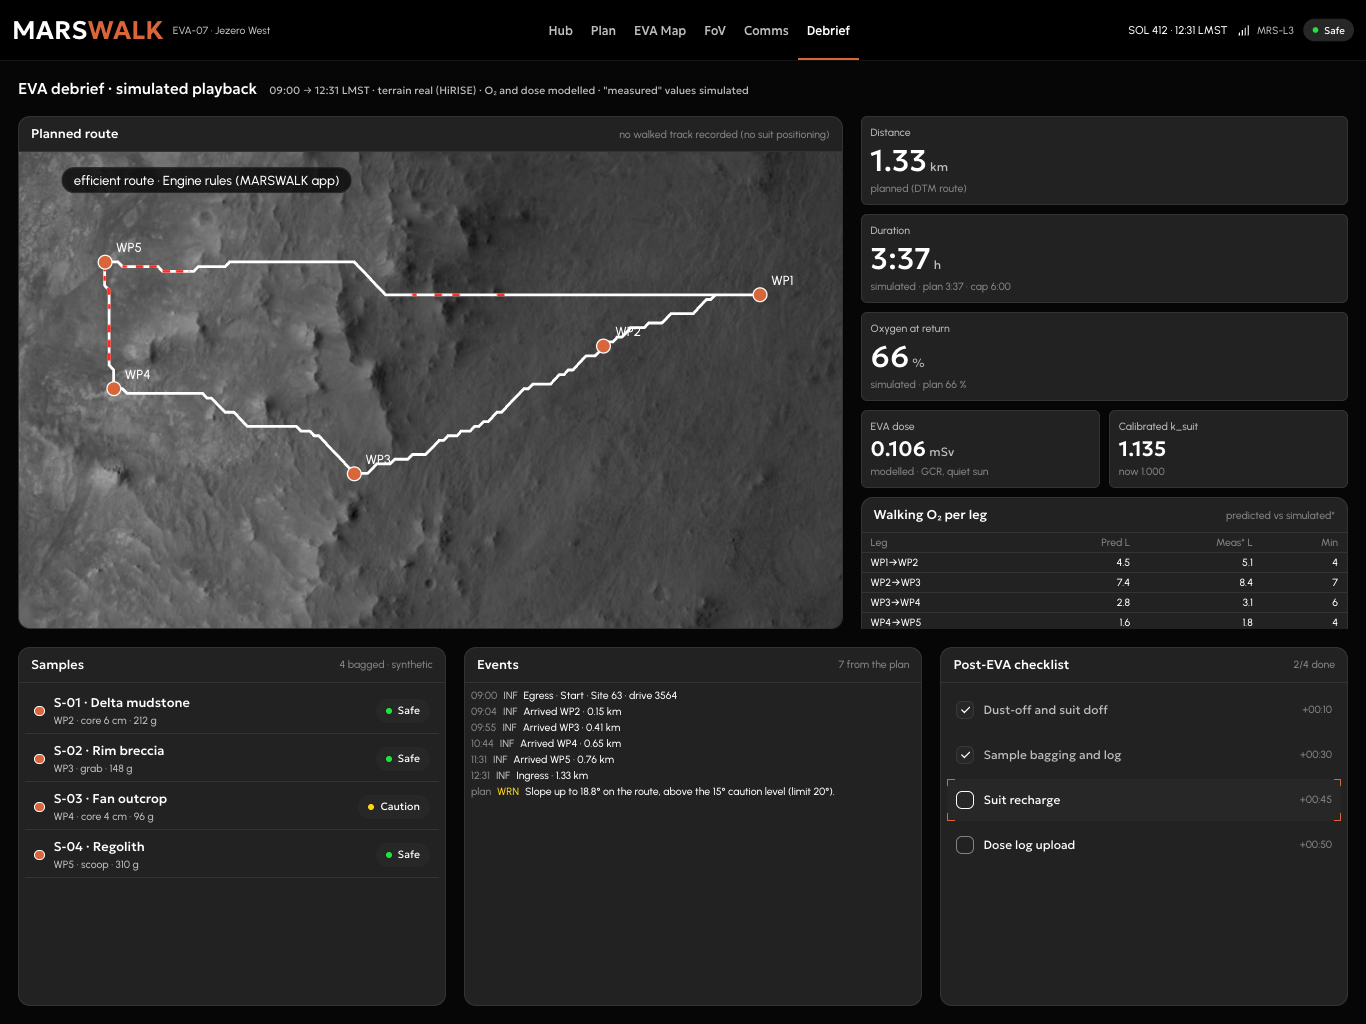 MARSWALK EVA-07 · Jezero West Hub Plan EVA Map FoV Comms Debrief SOL 412 · 12:31 LMST MRS-L3 Safe
EVA debrief · simulated playback 09:00 → 12:31 LMST · terrain real (HiRISE) · O₂ and dose modelled · "measured" values simulated
Planned route no walked track recorded (no suit positioning)
efficient route · Engine rules (MARSWALK app)
WP5
WP1
WP2
WP4
WP3
Distance
1.33 km
planned (DTM route)
Duration
3:37 h
simulated · plan 3:37 · cap 6:00
Oxygen at return
66 %
simulated · plan 66 %
EVA dose
0.106 mSv
modelled · GCR, quiet sun
Calibrated k_suit
1.135
now 1.000
Walking O₂ per leg predicted vs simulated*
Leg Pred L Meas* L Min
WP1→WP2 4.5 5.1 4
WP2→WP3 7.4 8.4 7
WP3→WP4 2.8 3.1 6
WP4→WP5 1.6 1.8 4
Samples 4 bagged · synthetic
S-01 · Delta mudstone
WP2 · core 6 cm · 212 g
Safe
S-02 · Rim breccia
WP3 · grab · 148 g
Safe
S-03 · Fan outcrop
WP4 · core 4 cm · 96 g
Caution
S-04 · Regolith
WP5 · scoop · 310 g
Safe
Events 7 from the plan
09:00 INF Egress · Start · Site 63 · drive 3564
09:04 INF Arrived WP2 · 0.15 km
09:55 INF Arrived WP3 · 0.41 km
10:44 INF Arrived WP4 · 0.65 km
11:31 INF Arrived WP5 · 0.76 km
12:31 INF Ingress · 1.33 km
plan WRN Slope up to 18.8° on the route, above the 15° caution level (limit 20°).
Post-EVA checklist 2/4 done
Dust-off and suit doff +00:10
Sample bagging and log +00:30
Suit recharge +00:45
Dose log upload +00:50